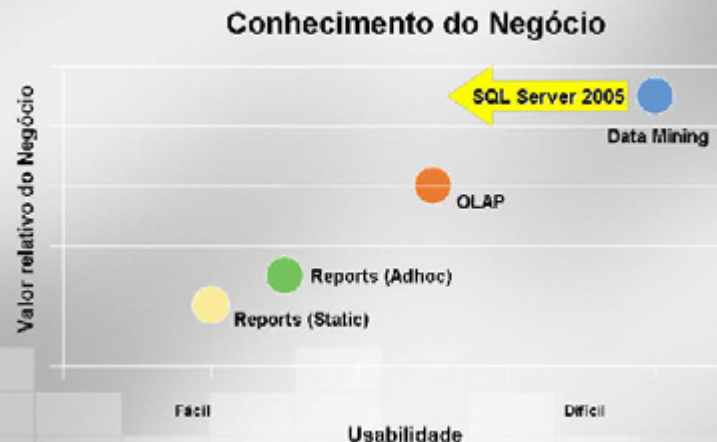 Conhecimento do Negócio
Valor relativo do Negócio
SQL Server 2005
Data Mining
OLAP
Reports (Adhoc)
Reports (Static)
Fácil
Difícil
Usabilidade